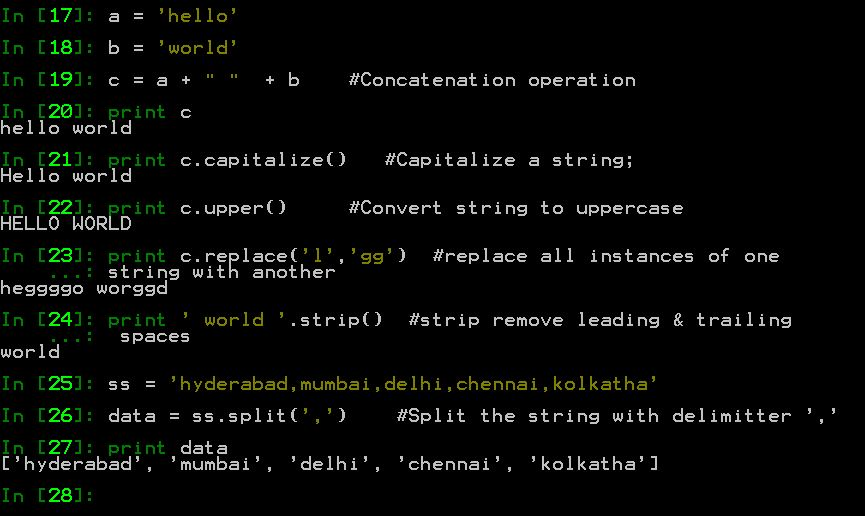 In [17]: a = 'hello'
In [18]: b = 'world'
In [19]: c = a + " "  + b    #Concatenation operation
In [20]: print c
hello world
In [21]: print c.capitalize()   #Capitalize a string;
Hello world
In [22]: print c.upper()     #Convert string to uppercase
HELLO WORLD
In [23]: print c.replace('l','gg')  #replace all instances of one
    ...: string with another
heggggo worggd
In [24]: print ' world '.strip()  #strip remove leading & trailing
    ...:  spaces
world
In [25]: ss = 'hyderabad,mumbai,delhi,chennai,kolkatha'
In [26]: data = ss.split(',')    #Split the string with delimitter ','
In [27]: print data
['hyderabad', 'mumbai', 'delhi', 'chennai', 'kolkatha']
In [28]: